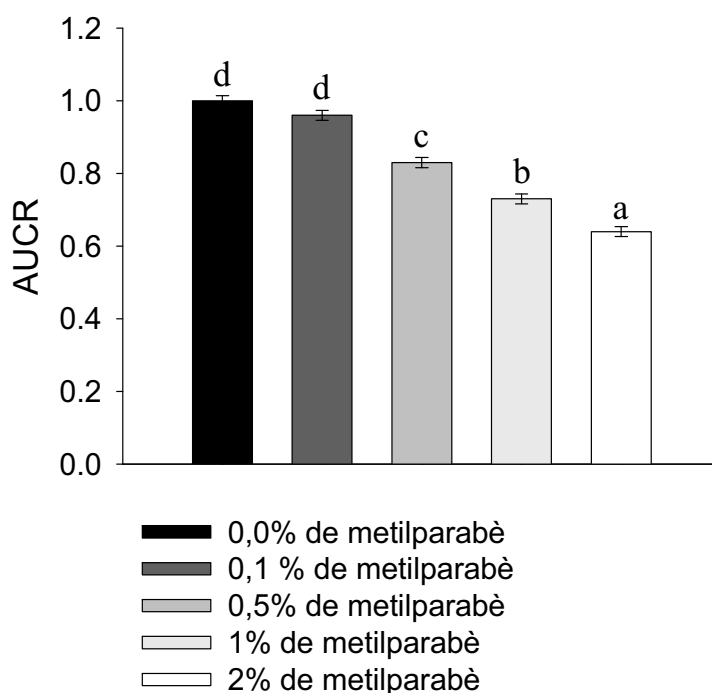 1.2
1.0
0.8
0.6
0.4
0.2
0.0
AUCR
d
d
c
b
a
0,0% de metilparabè
0,1 % de metilparabè
0,5% de metilparabè
1% de metilparabè
2% de metilparabè